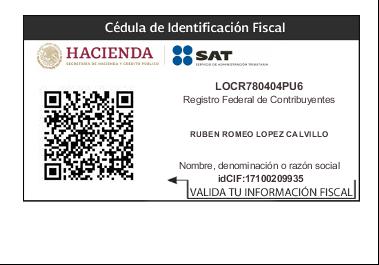 Cédula de Identificación Fiscal
HACIENDA
SECRETARÍA DE HACIENDA Y CRÉDITO PÚBLICO
SAT
SERVICIO DE ADMINISTRACIÓN TRIBUTARIA
LOCR780404PU6
Registro Federal de Contribuyentes
RUBEN ROMEO LOPEZ CALVILLO
Nombre, denominación o razón social
idCIF:17100209935
VALIDA TU INFORMACIÓN FISCAL